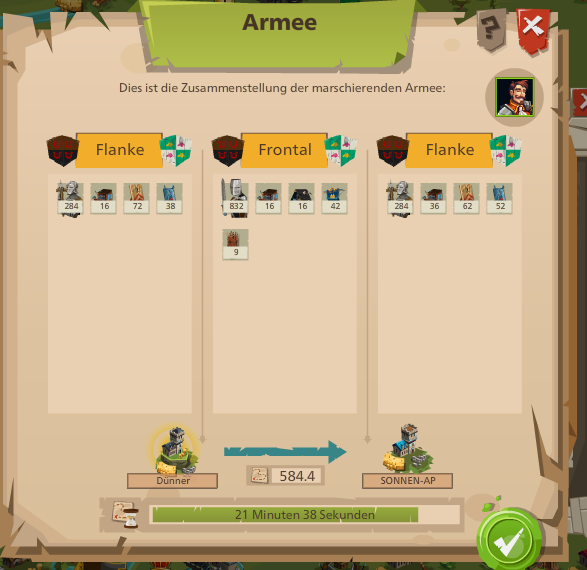 Armee
?
Dies ist die Zusammenstellung der marschierenden Armee:
Flanke Frontal Flanke
284 16 72 38
832 16 16 42
9
284 36 62 52
584.4
Dünner
SONNEN-AP
21 Minuten 38 Sekunden